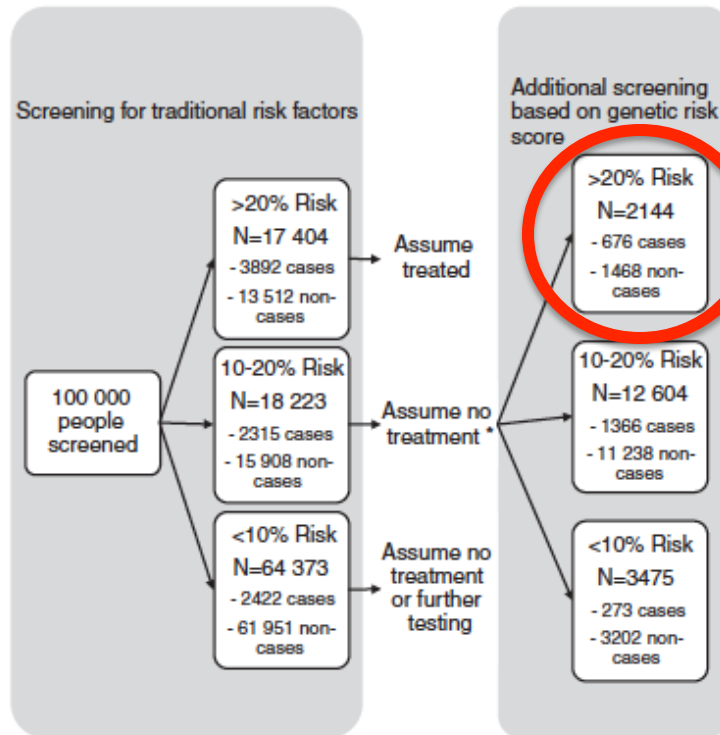 Screening for traditional risk factors
100 000
people
screened
>20% Risk
N=17 404
- 3892 cases
- 13 512 non-
cases
10-20% Risk
N=18 223
- 2315 cases
- 15 908 non-
cases
<10% Risk
N=64 373
- 2422 cases
- 61 951 non-
cases
Assume
treated
Assume no
treatment *
Assume no
treatment
or further
testing
Additional screening
based on genetic risk
score
>20% Risk
N=2144
- 676 cases
- 1468 non-
cases
10-20% Risk
N=12 604
- 1366 cases
- 11 238 non-
cases
<10% Risk
N=3475
- 273 cases
- 3202 non-
cases